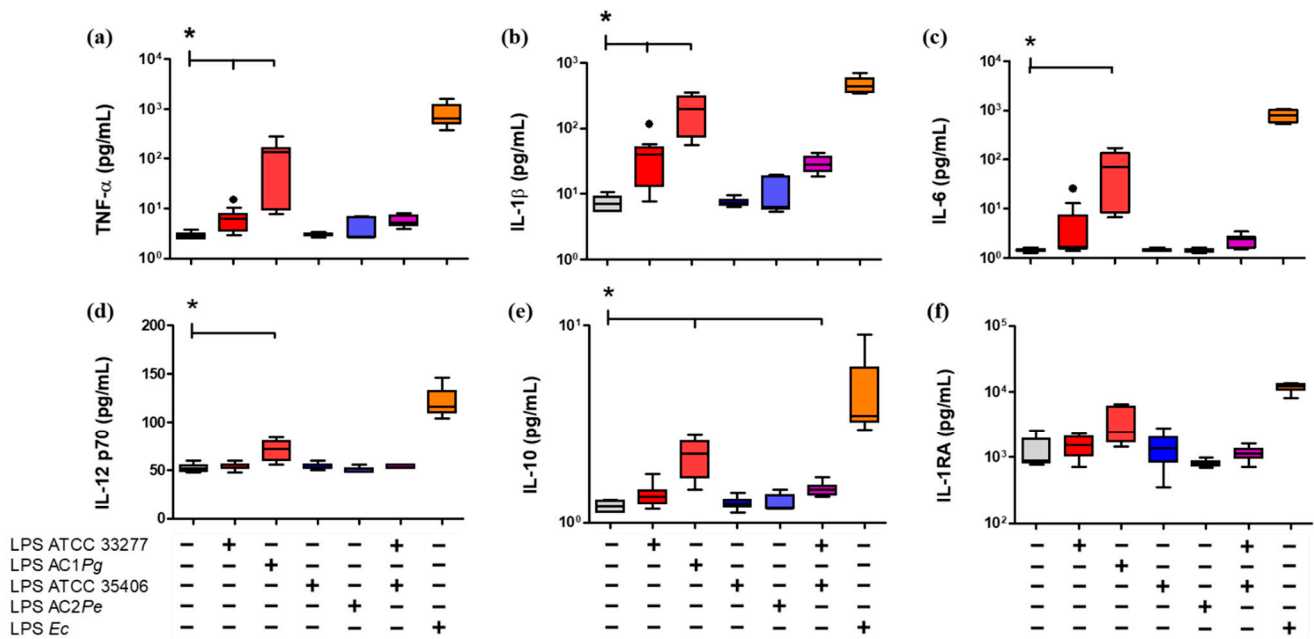 (a)
*
TNF-α (pg/mL)
10⁴
10³
10²
10¹
10⁰
(b)
*
IL-1β (pg/mL)
10³
10²
10¹
10⁰
(c)
*
IL-6 (pg/mL)
10⁴
10³
10²
10¹
10⁰
(d)
*
IL-12 p70 (pg/mL)
200
150
100
50
0
(e)
*
IL-10 (pg/mL)
10¹
10⁰
(f)
IL-1RA (pg/mL)
10⁵
10⁴
10³
10²
LPS ATCC 33277 − + − − − + − − + − − − + − − + − − − + −
LPS AC1Pg − − + − − − − − − + − − − − − − + − − − −
LPS ATCC 35406 − − − + − + − − − − + − + − − − − + − + −
LPS AC2Pe − − − − + − − − − − − + − − − − − − + − −
LPS Ec − − − − − − + − − − − − − + − − − − − − +